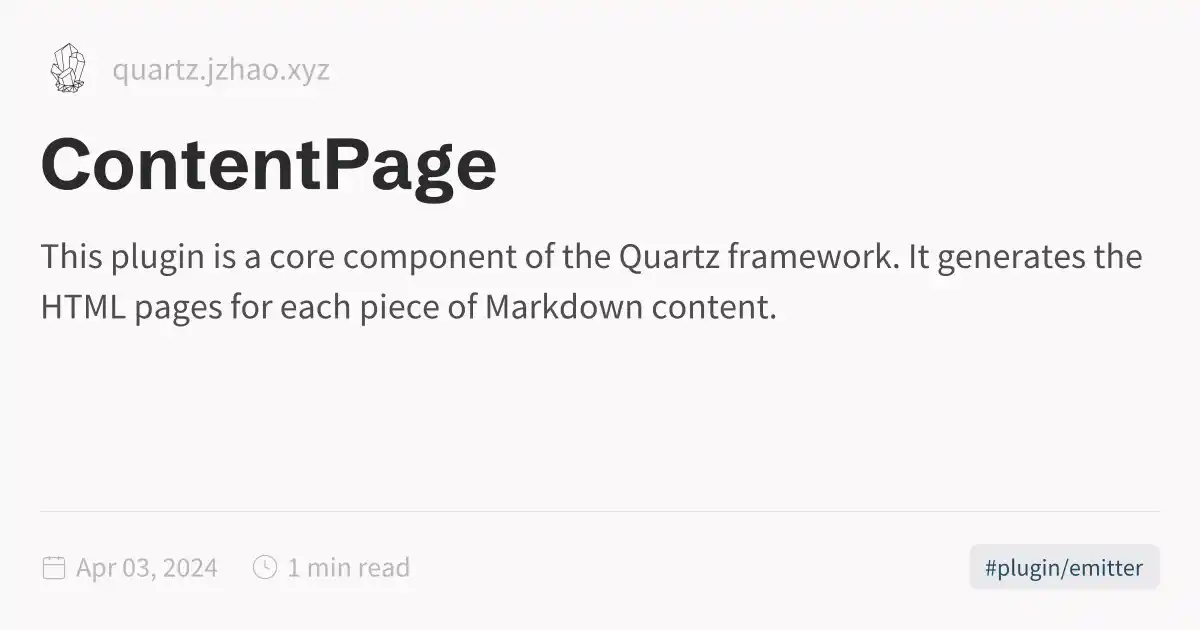 quartz.jzhao.xyz
ContentPage
This plugin is a core component of the Quartz framework. It generates the
HTML pages for each piece of Markdown content.
Apr 03, 2024 1 min read #plugin/emitter